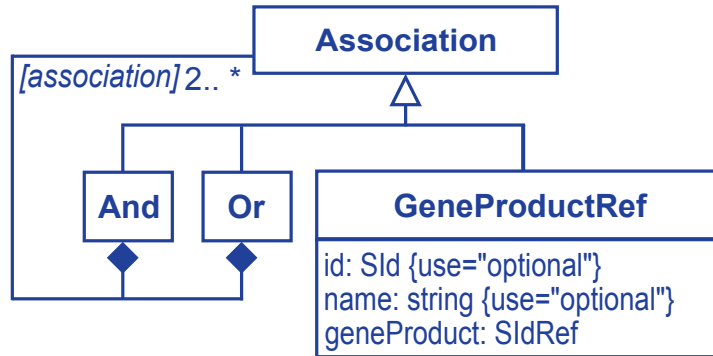 Association
[association] 2.. *
And
Or
GeneProductRef
id: SId {use="optional"}
name: string {use="optional"}
geneProduct: SIdRef